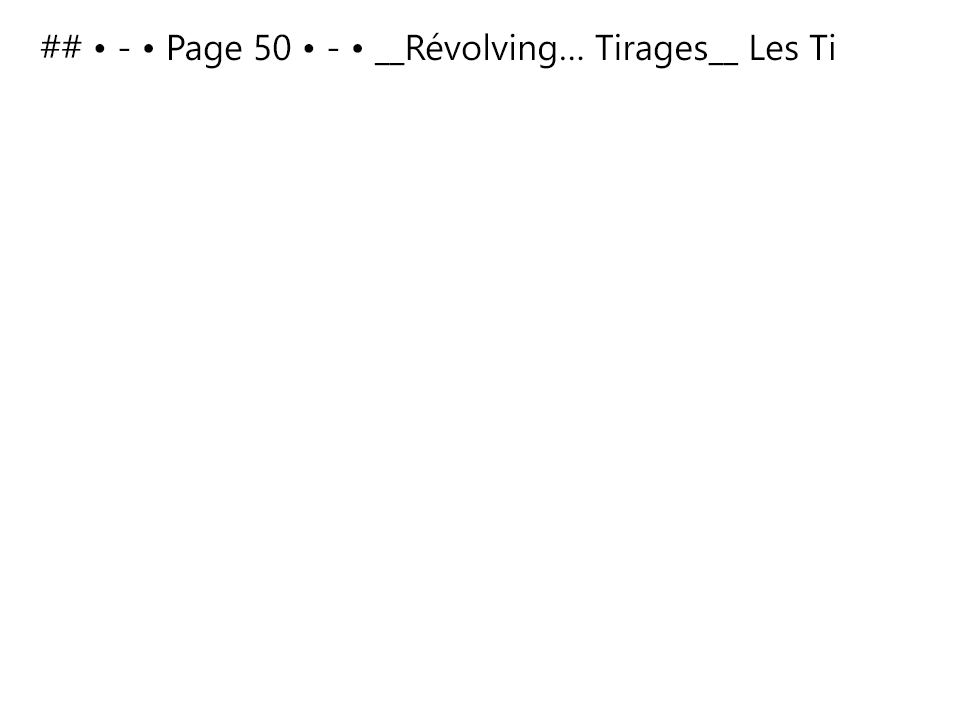 ## • - • Page 50 • - • __Révolving... Tirages__ Les Ti